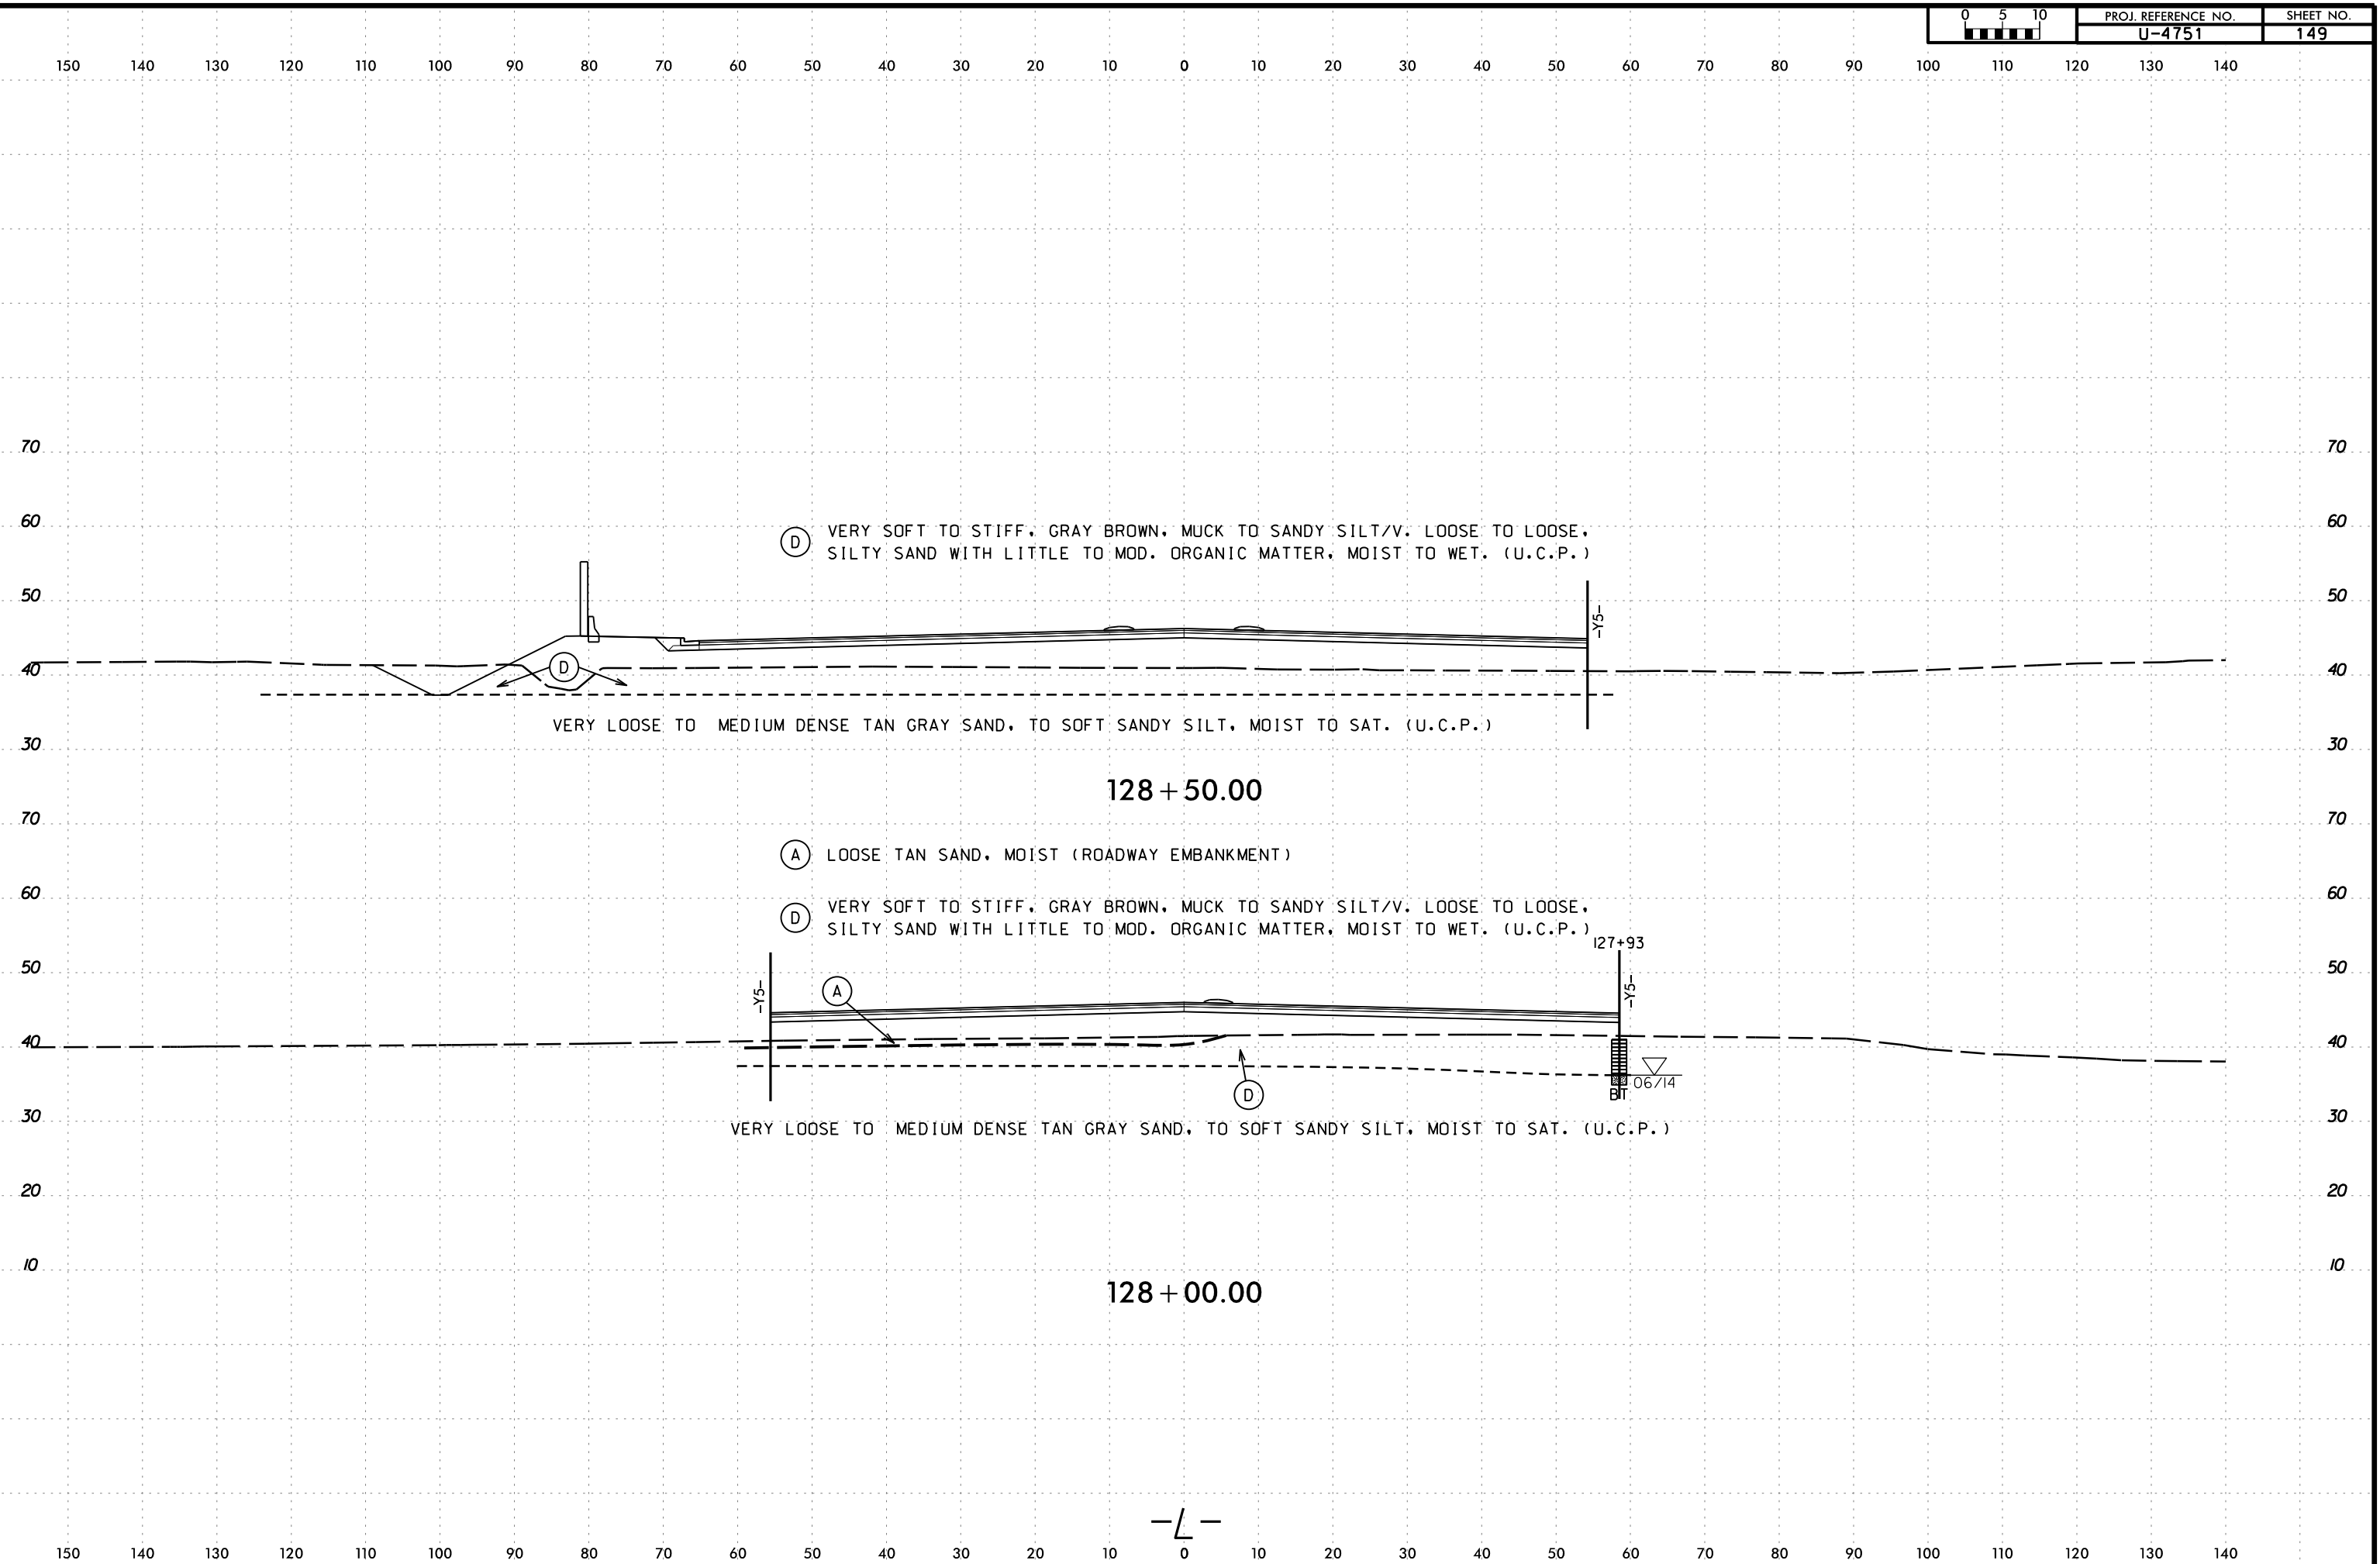 0 5 10
PROJ. REFERENCE NO. SHEET NO.
U-4751 149
150 140 130 120 110 100 90 80 70 60 50 40 30 20 10 0 10 20 30 40 50 60 70 80 90 100 110 120 130 140
70 70
60 60
D VERY SOFT TO STIFF, GRAY BROWN, MUCK TO SANDY SILT/V. LOOSE TO LOOSE,
SILTY SAND WITH LITTLE TO MOD. ORGANIC MATTER, MOIST TO WET. (U.C.P.)
50 50
-Y5-
D
40 40
VERY LOOSE TO MEDIUM DENSE TAN GRAY SAND, TO SOFT SANDY SILT, MOIST TO SAT. (U.C.P.)
30 30
128+50.00
70 70
A LOOSE TAN SAND, MOIST (ROADWAY EMBANKMENT)
60 60
D VERY SOFT TO STIFF, GRAY BROWN, MUCK TO SANDY SILT/V. LOOSE TO LOOSE,
SILTY SAND WITH LITTLE TO MOD. ORGANIC MATTER, MOIST TO WET. (U.C.P.)
127+93
50 50
-Y5- A -Y5-
40 40
06/14
D BIT
30 30
VERY LOOSE TO MEDIUM DENSE TAN GRAY SAND, TO SOFT SANDY SILT, MOIST TO SAT. (U.C.P.)
20 20
10 10
128+00.00
-L-
150 140 130 120 110 100 90 80 70 60 50 40 30 20 10 0 10 20 30 40 50 60 70 80 90 100 110 120 130 140